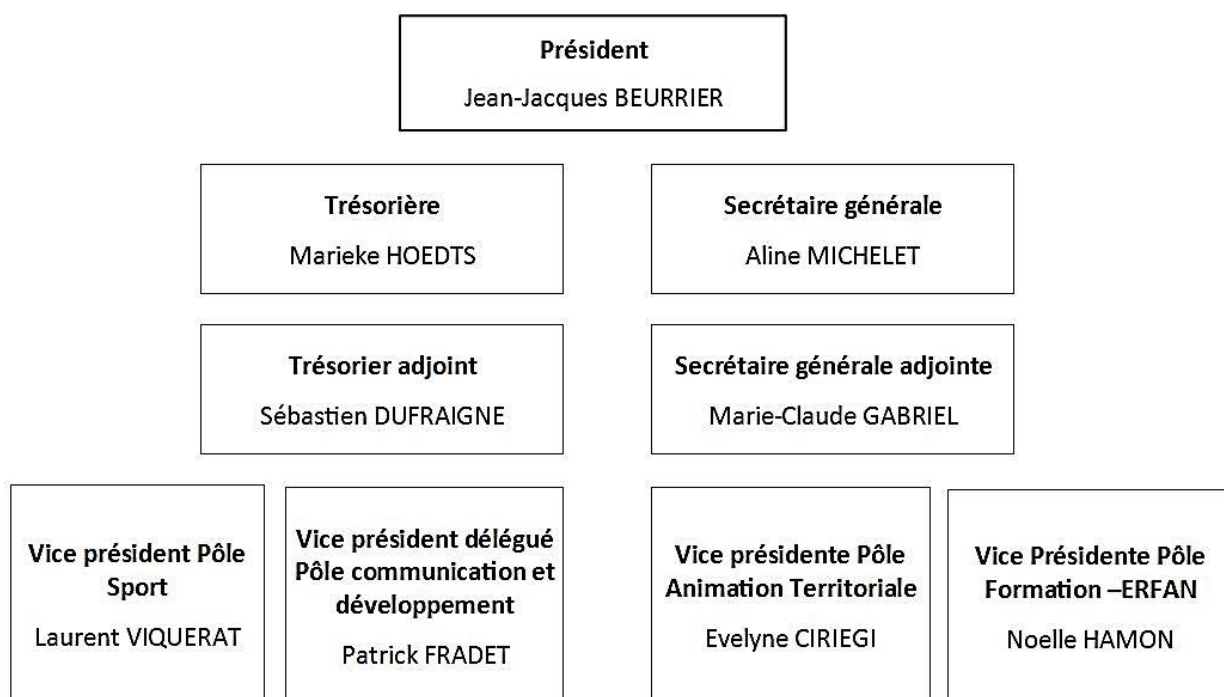 Président
Jean-Jacques BEURRIER
Trésorière
Marieke HOEDTS
Secrétaire générale
Aline MICHELET
Trésorier adjoint
Sébastien DUFRAIGNE
Secrétaire générale adjointe
Marie-Claude GABRIEL
Vice président Pôle
Sport
Laurent VIQUERAT
Vice président délégué
Pôle communication et
développement
Patrick FRADET
Vice présidente Pôle
Animation Territoriale
Evelyne CIRIEGI
Vice Présidente Pôle
Formation –ERFAN
Noelle HAMON